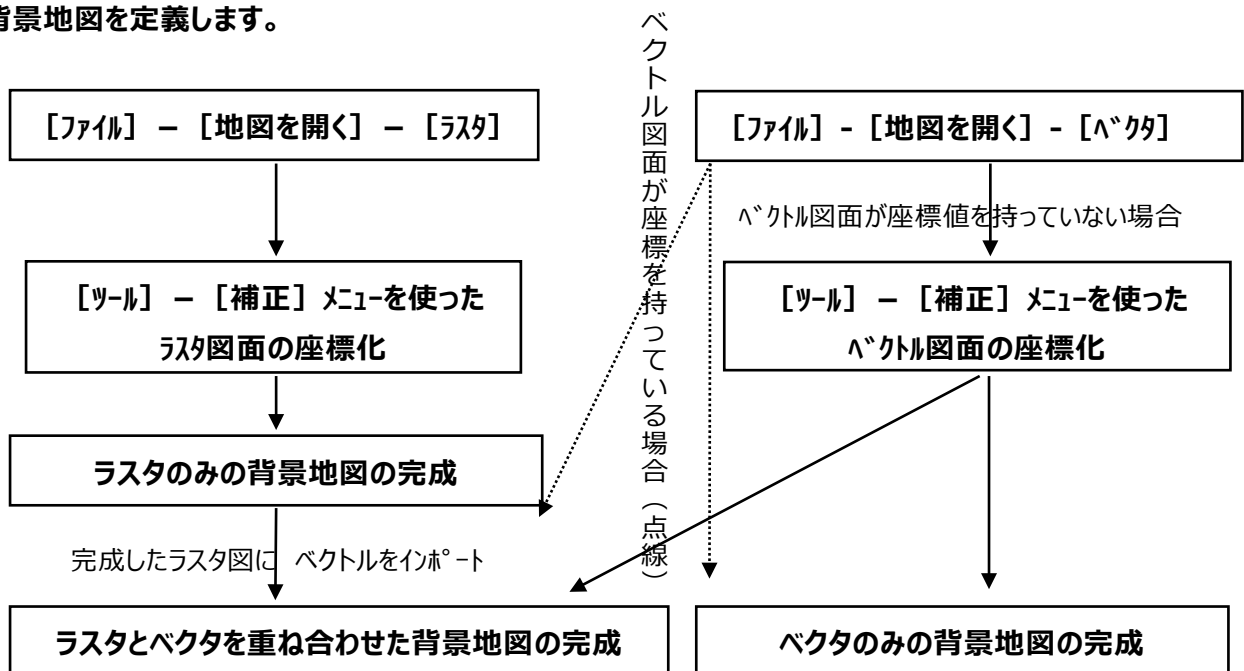 背景地図を定義します。
[ﾌｧｲﾙ] － [地図を開く] － [ﾗｽﾀ]
[ﾌｧｲﾙ] - [地図を開く] - [ﾍﾞｸﾀ]
ベクトル図面が座標を持っている場合（点線）
ﾍﾞｸﾄﾙ図面が座標値を持っていない場合
[ﾂｰﾙ] － [補正] ﾒﾆｭｰを使った
ﾗｽﾀ図面の座標化
[ﾂｰﾙ] － [補正] ﾒﾆｭｰを使った
ﾍﾞｸﾄﾙ図面の座標化
ラスタのみの背景地図の完成
完成したラスタ図に ベクトルをｲﾝﾎﾟｰﾄ
ラスタとベクタを重ね合わせた背景地図の完成
ベクタのみの背景地図の完成